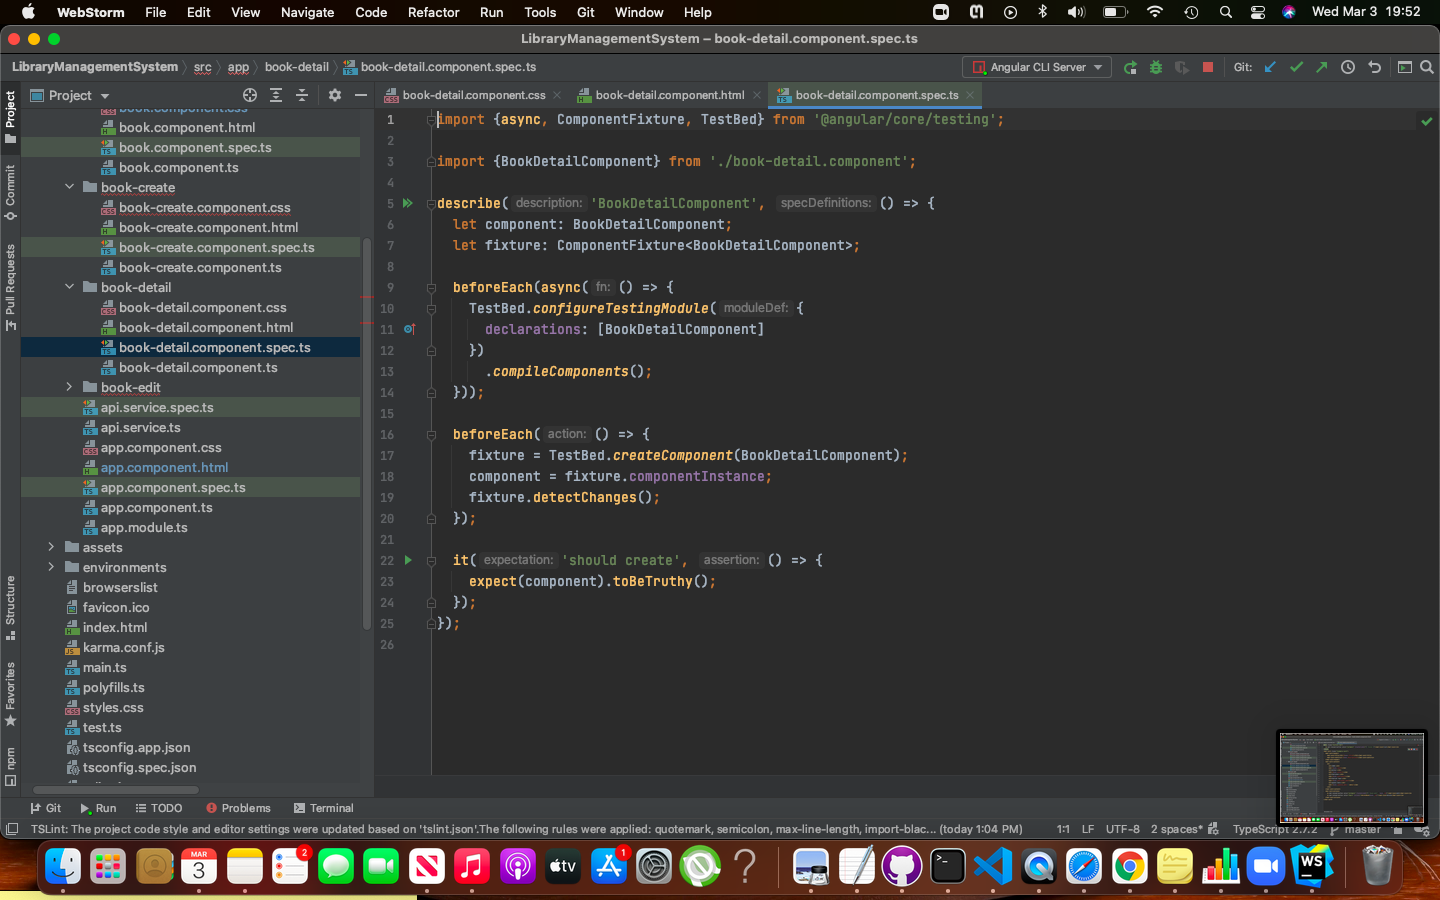 WebStorm File Edit View Navigate Code Refactor Run Tools Git Window Help Wed Mar 3 19:52
LibraryManagementSystem – book-detail.component.spec.ts
LibraryManagementSystem src app book-detail book-detail.component.spec.ts Angular CLI Server Git:
Project
book-detail.component.css book-detail.component.html book-detail.component.spec.ts
Project
Commit
Pull Requests
Structure
Favorites
npm
book.component.css
book.component.html
book.component.spec.ts
book.component.ts
book-create
book-create.component.css
book-create.component.html
book-create.component.spec.ts
book-create.component.ts
book-detail
book-detail.component.css
book-detail.component.html
book-detail.component.spec.ts
book-detail.component.ts
book-edit
api.service.spec.ts
api.service.ts
app.component.css
app.component.html
app.component.spec.ts
app.component.ts
app.module.ts
assets
environments
browserslist
favicon.ico
index.html
karma.conf.js
main.ts
polyfills.ts
styles.css
test.ts
tsconfig.app.json
tsconfig.spec.json
1 import {async, ComponentFixture, TestBed} from '@angular/core/testing';
2
3 import {BookDetailComponent} from './book-detail.component';
4
5 describe( description: 'BookDetailComponent', specDefinitions: () => {
6 let component: BookDetailComponent;
7 let fixture: ComponentFixture<BookDetailComponent>;
8
9 beforeEach(async( fn: () => {
10 TestBed.configureTestingModule( moduleDef: {
11 declarations: [BookDetailComponent]
12 })
13 .compileComponents();
14 }));
15
16 beforeEach( action: () => {
17 fixture = TestBed.createComponent(BookDetailComponent);
18 component = fixture.componentInstance;
19 fixture.detectChanges();
20 });
21
22 it( expectation: 'should create', assertion: () => {
23 expect(component).toBeTruthy();
24 });
25 });
26
Git Run TODO Problems Terminal
TSLint: The project code style and editor settings were updated based on 'tslint.json'.The following rules were applied: quotemark, semicolon, max-line-length, import-blac... (today 1:04 PM) 1:1 LF UTF-8 2 spaces* TypeScript 2.7.2 master
MAR
3
2
tv
1
WS